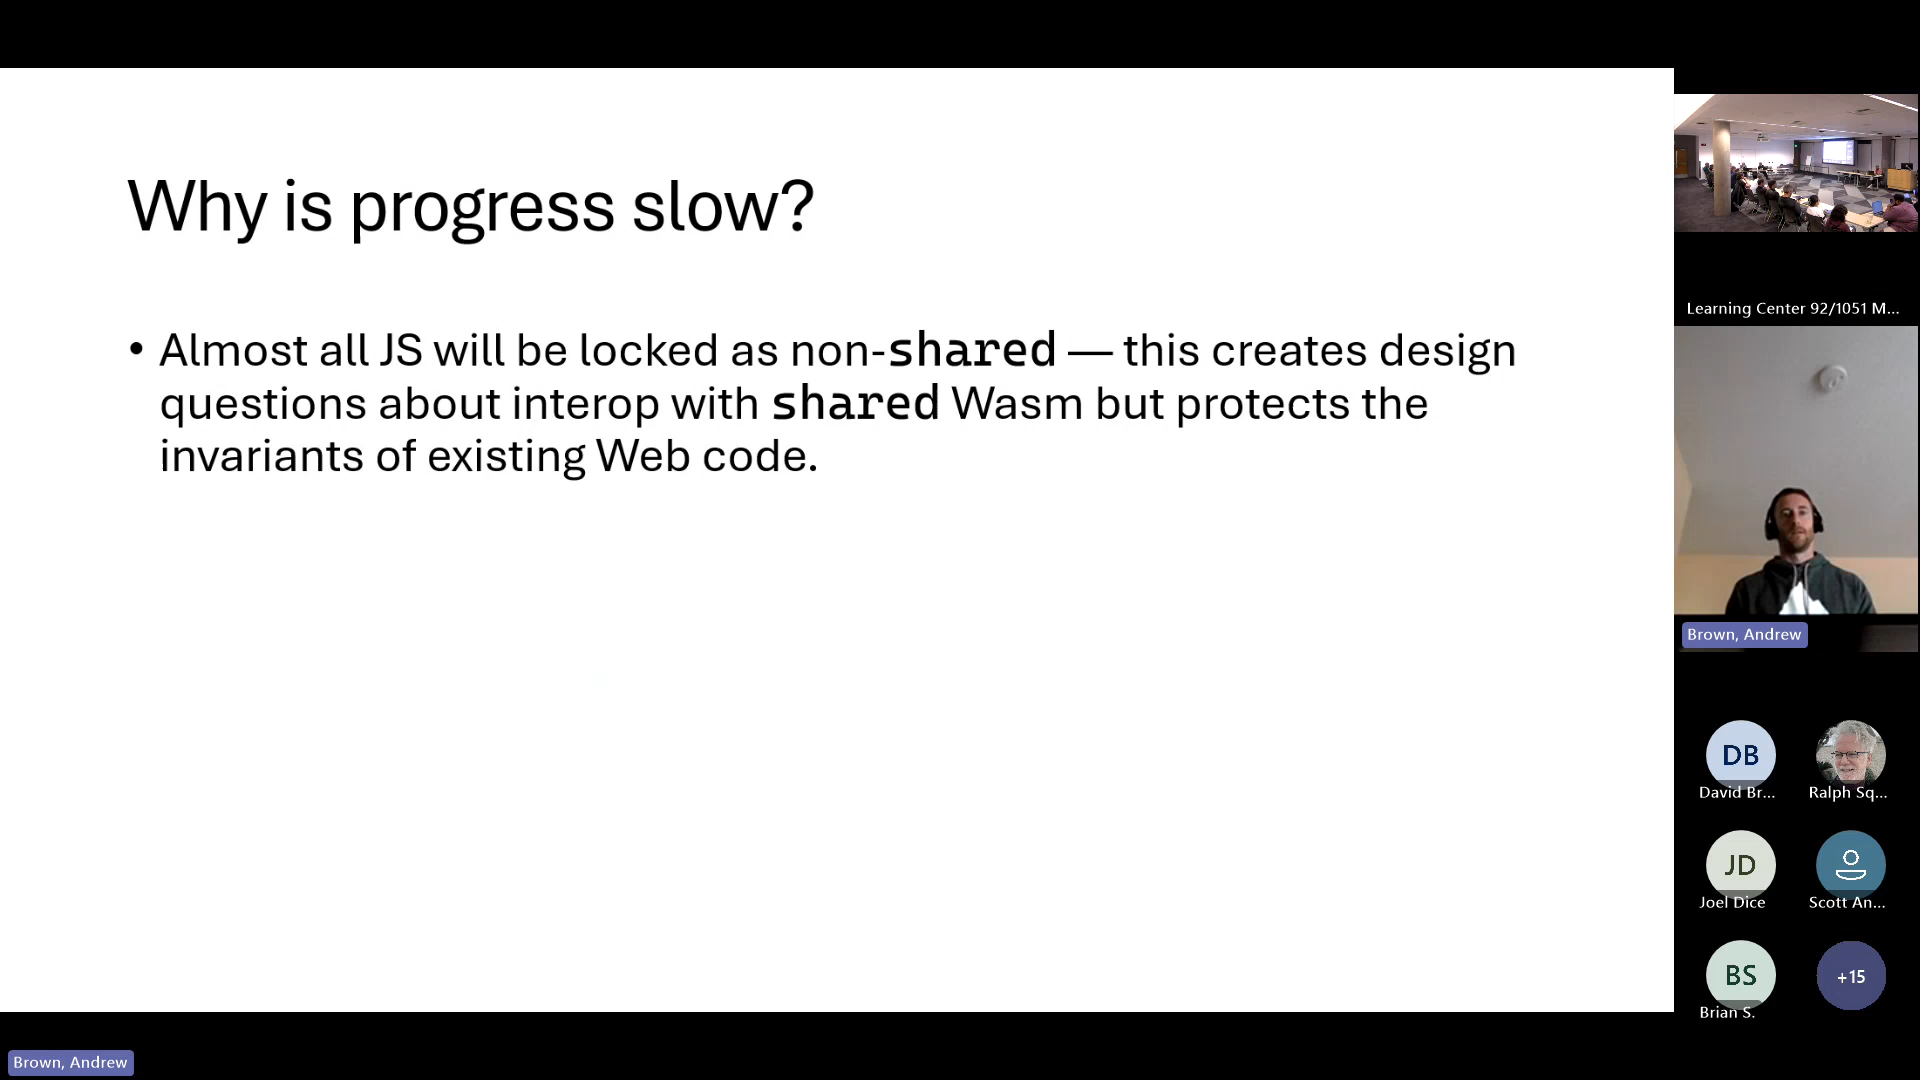 Why is progress slow?
• Almost all JS will be locked as non-shared — this creates design
questions about interop with shared Wasm but protects the
invariants of existing Web code.
Learning Center 92/1051 M...
Brown, Andrew
DB
David Br...
Ralph Sq...
JD
Joel Dice
Scott An...
BS
Brian S.
+15
Brown, Andrew